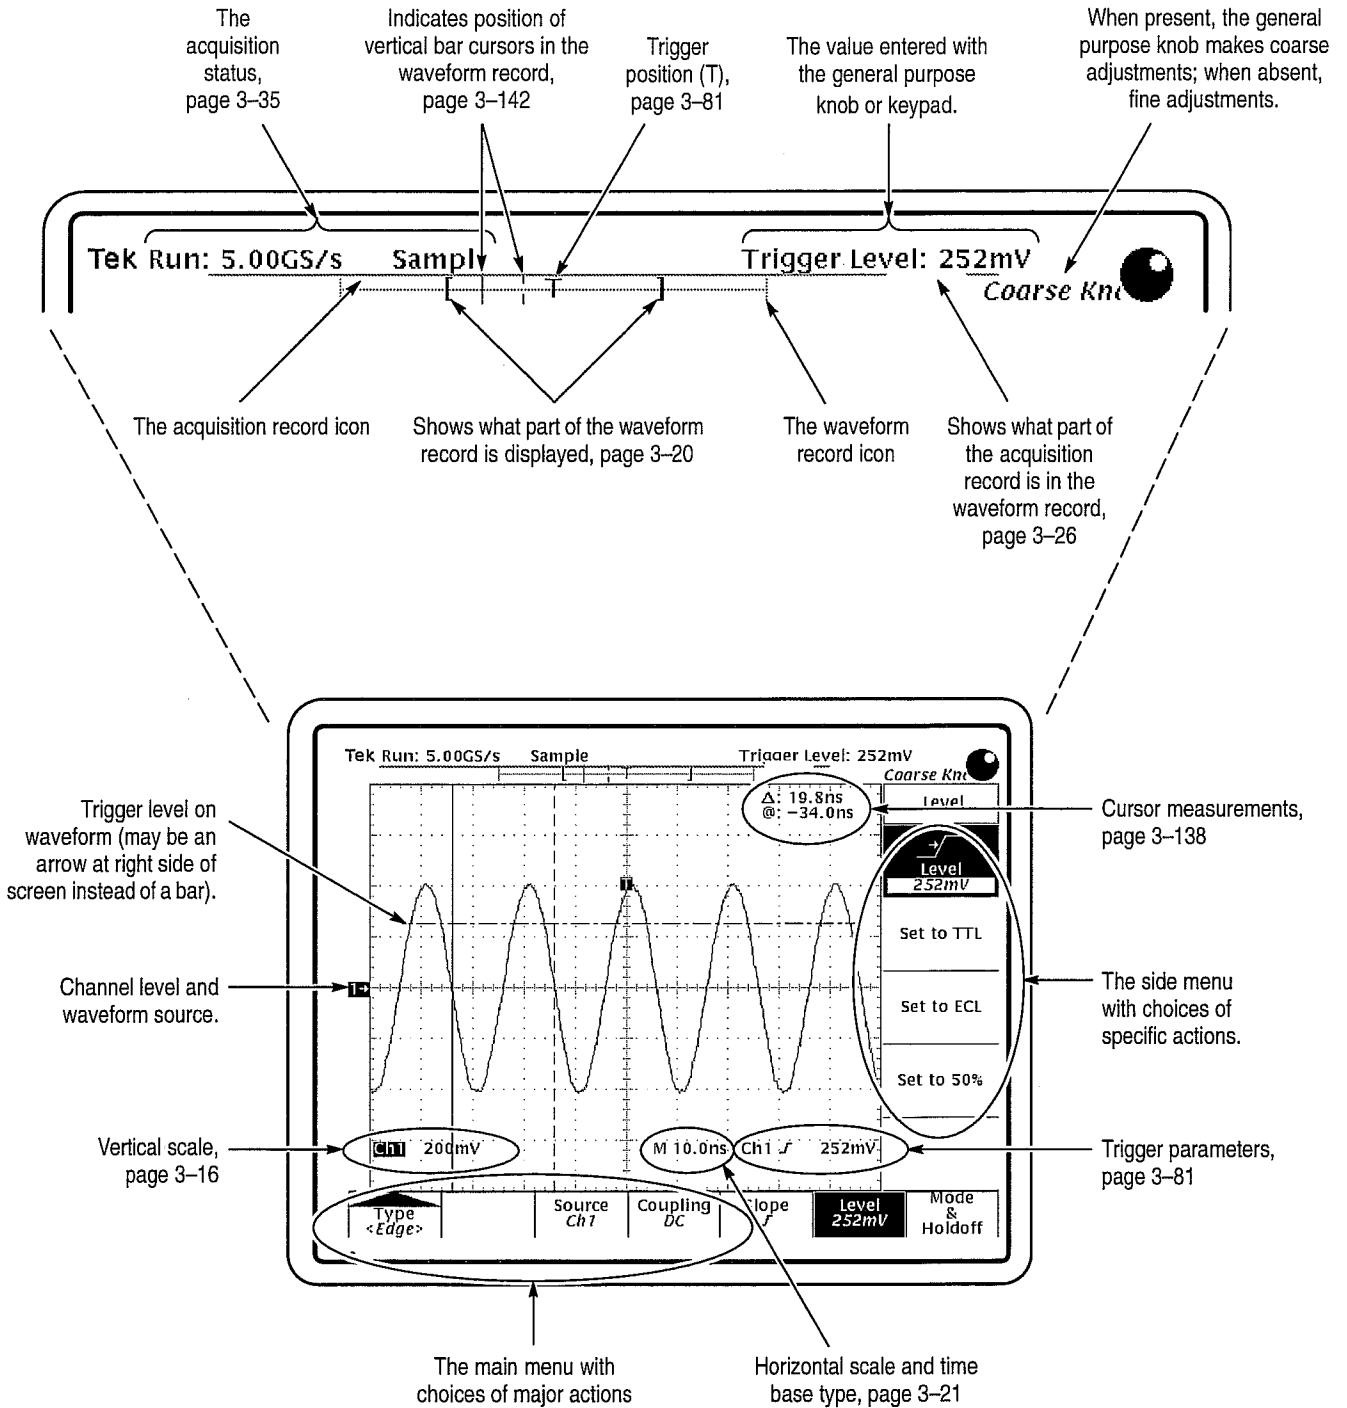 The
acquisition
status,
page 3–35
Indicates position of
vertical bar cursors in the
waveform record,
page 3–142
Trigger
position (T),
page 3–81
The value entered with
the general purpose
knob or keypad.
When present, the general
purpose knob makes coarse
adjustments; when absent,
fine adjustments.
Tek Run: 5.00GS/s Sampl
Trigger Level: 252mV
Coarse Kn
T
The acquisition record icon
Shows what part of the waveform
record is displayed, page 3–20
The waveform
record icon
Shows what part of
the acquisition
record is in the
waveform record,
page 3–26
Tek Run: 5.00GS/s Sample
Trigger Level: 252mV
Coarse Kn
Δ: 19.8ns
@: −34.0ns
Level
Level
252mV
Set to TTL
Set to ECL
Set to 50%
T
1→
Ch1 200mV
M 10.0ns
Ch1 252mV
Type
<Edge>
Source
Ch1
Coupling
DC
lope
Level
252mV
Mode
&
Holdoff
Trigger level on
waveform (may be an
arrow at right side of
screen instead of a bar).
Channel level and
waveform source.
Vertical scale,
page 3–16
Cursor measurements,
page 3–138
The side menu
with choices of
specific actions.
Trigger parameters,
page 3–81
The main menu with
choices of major actions
Horizontal scale and time
base type, page 3–21